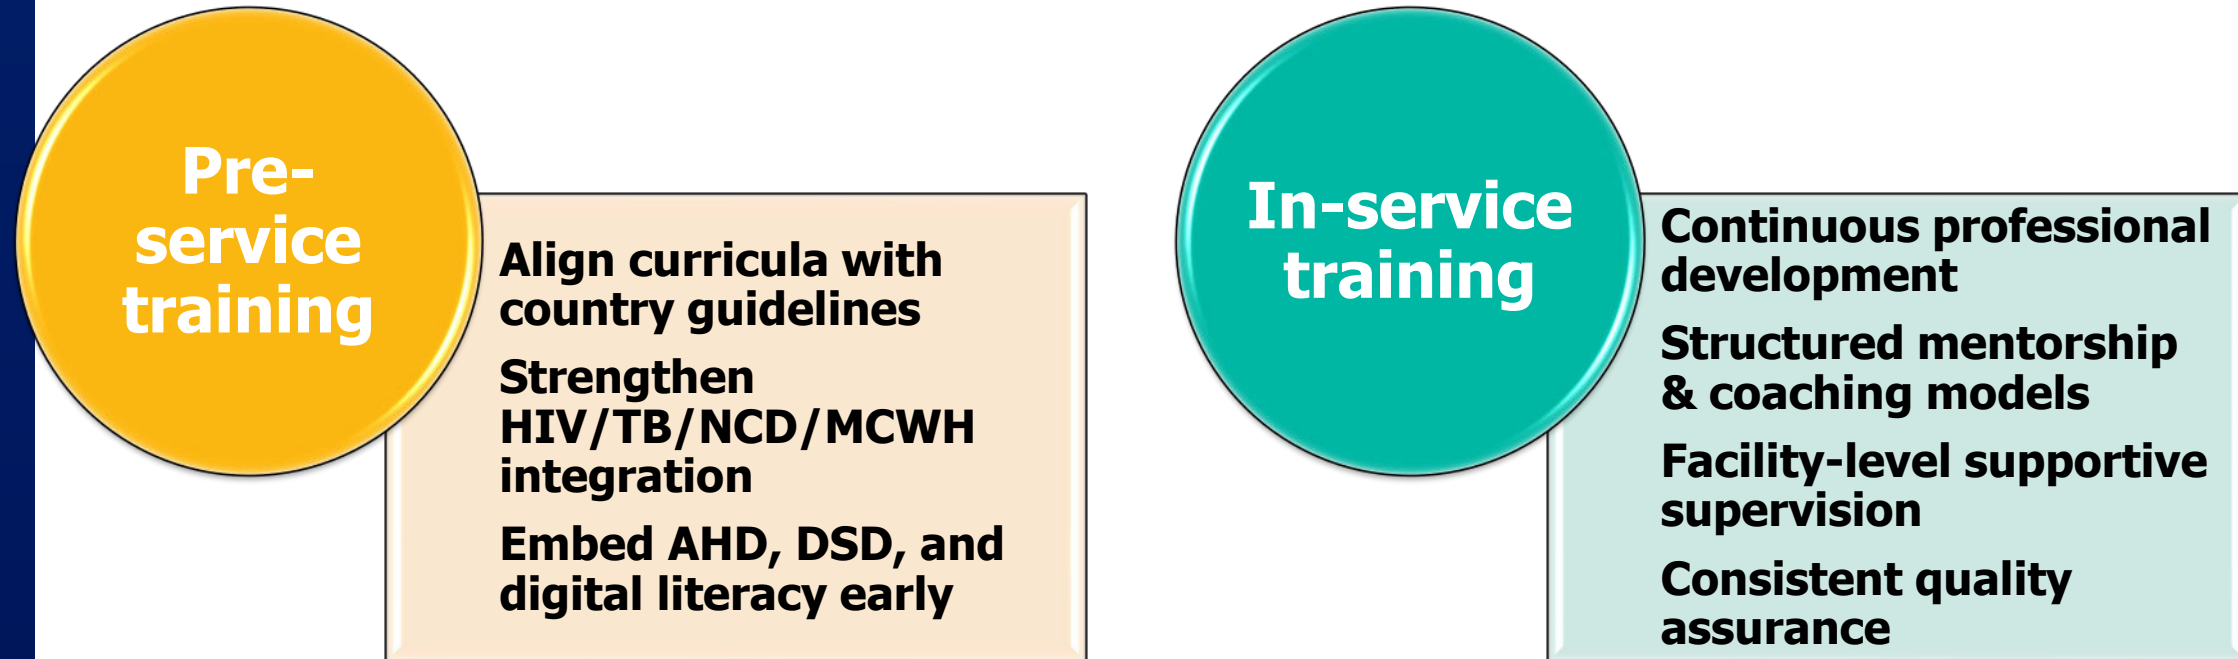 Pre-
service
training
Align curricula with
country guidelines
Strengthen
HIV/TB/NCD/MCWH
integration
Embed AHD, DSD, and
digital literacy early
In-service
training
Continuous professional
development
Structured mentorship
& coaching models
Facility-level supportive
supervision
Consistent quality
assurance